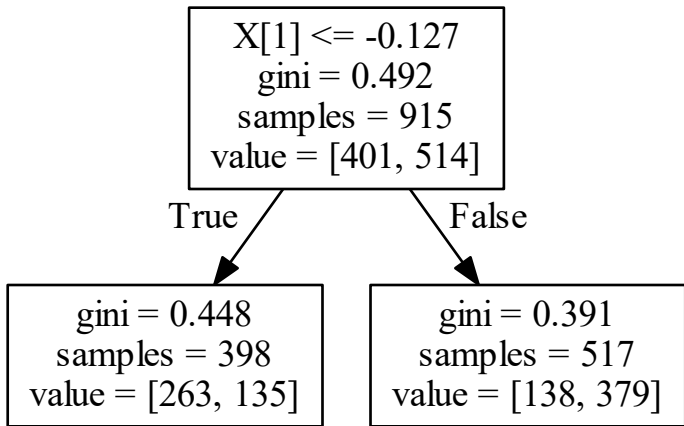 X[1] <= -0.127
gini = 0.492
samples = 915
value = [401, 514]
True
False
gini = 0.448
samples = 398
value = [263, 135]
gini = 0.391
samples = 517
value = [138, 379]